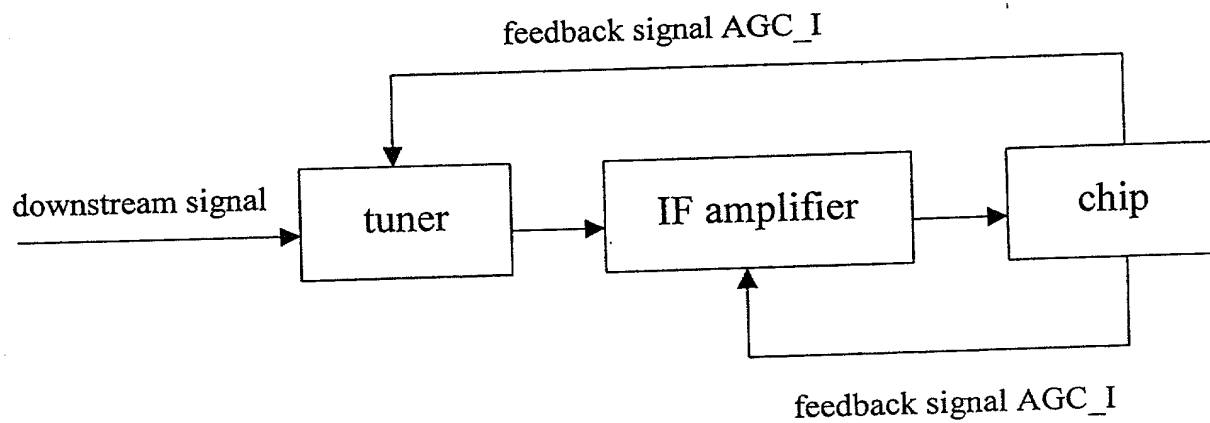 feedback signal AGC_I
downstream signal
tuner
IF amplifier
chip
feedback signal AGC_I